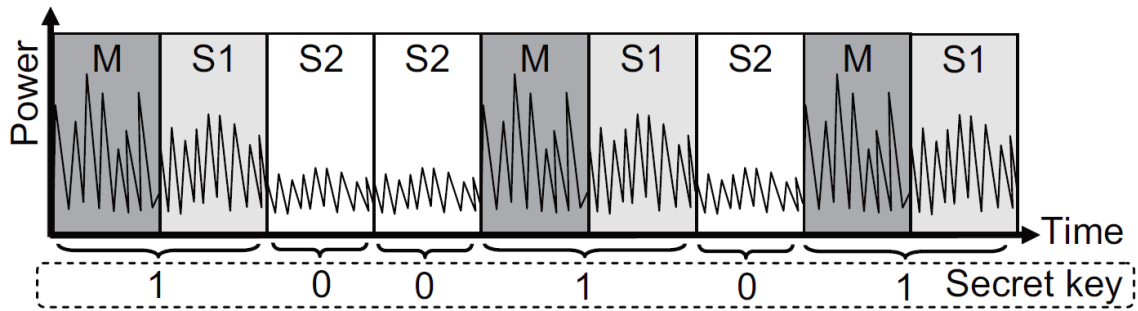 M S1 S2 S2 M S1 S2 M S1
Power
Time
1 0 0 1 0 1 Secret key